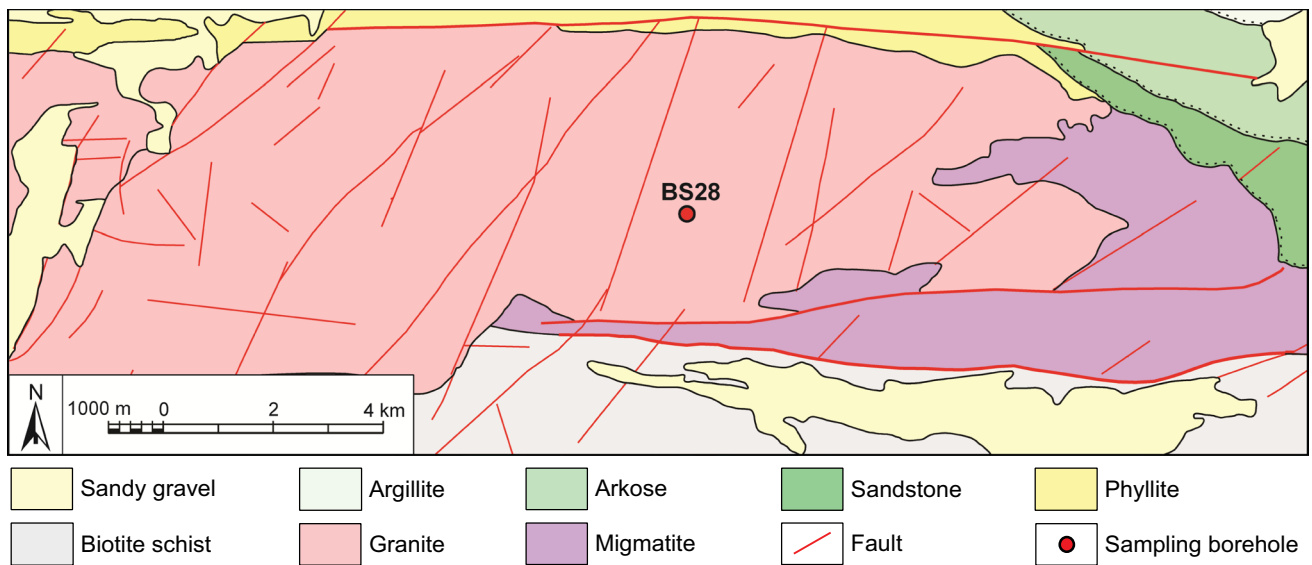 BS28
N
1000 m 0 2 4 km
Sandy gravel Argillite Arkose Sandstone Phyllite
Biotite schist Granite Migmatite Fault Sampling borehole